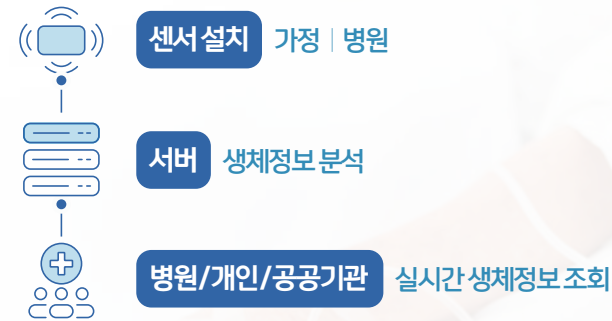 센서 설치 가정 | 병원
서버 생체정보 분석
병원/개인/공공기관 실시간 생체정보 조회